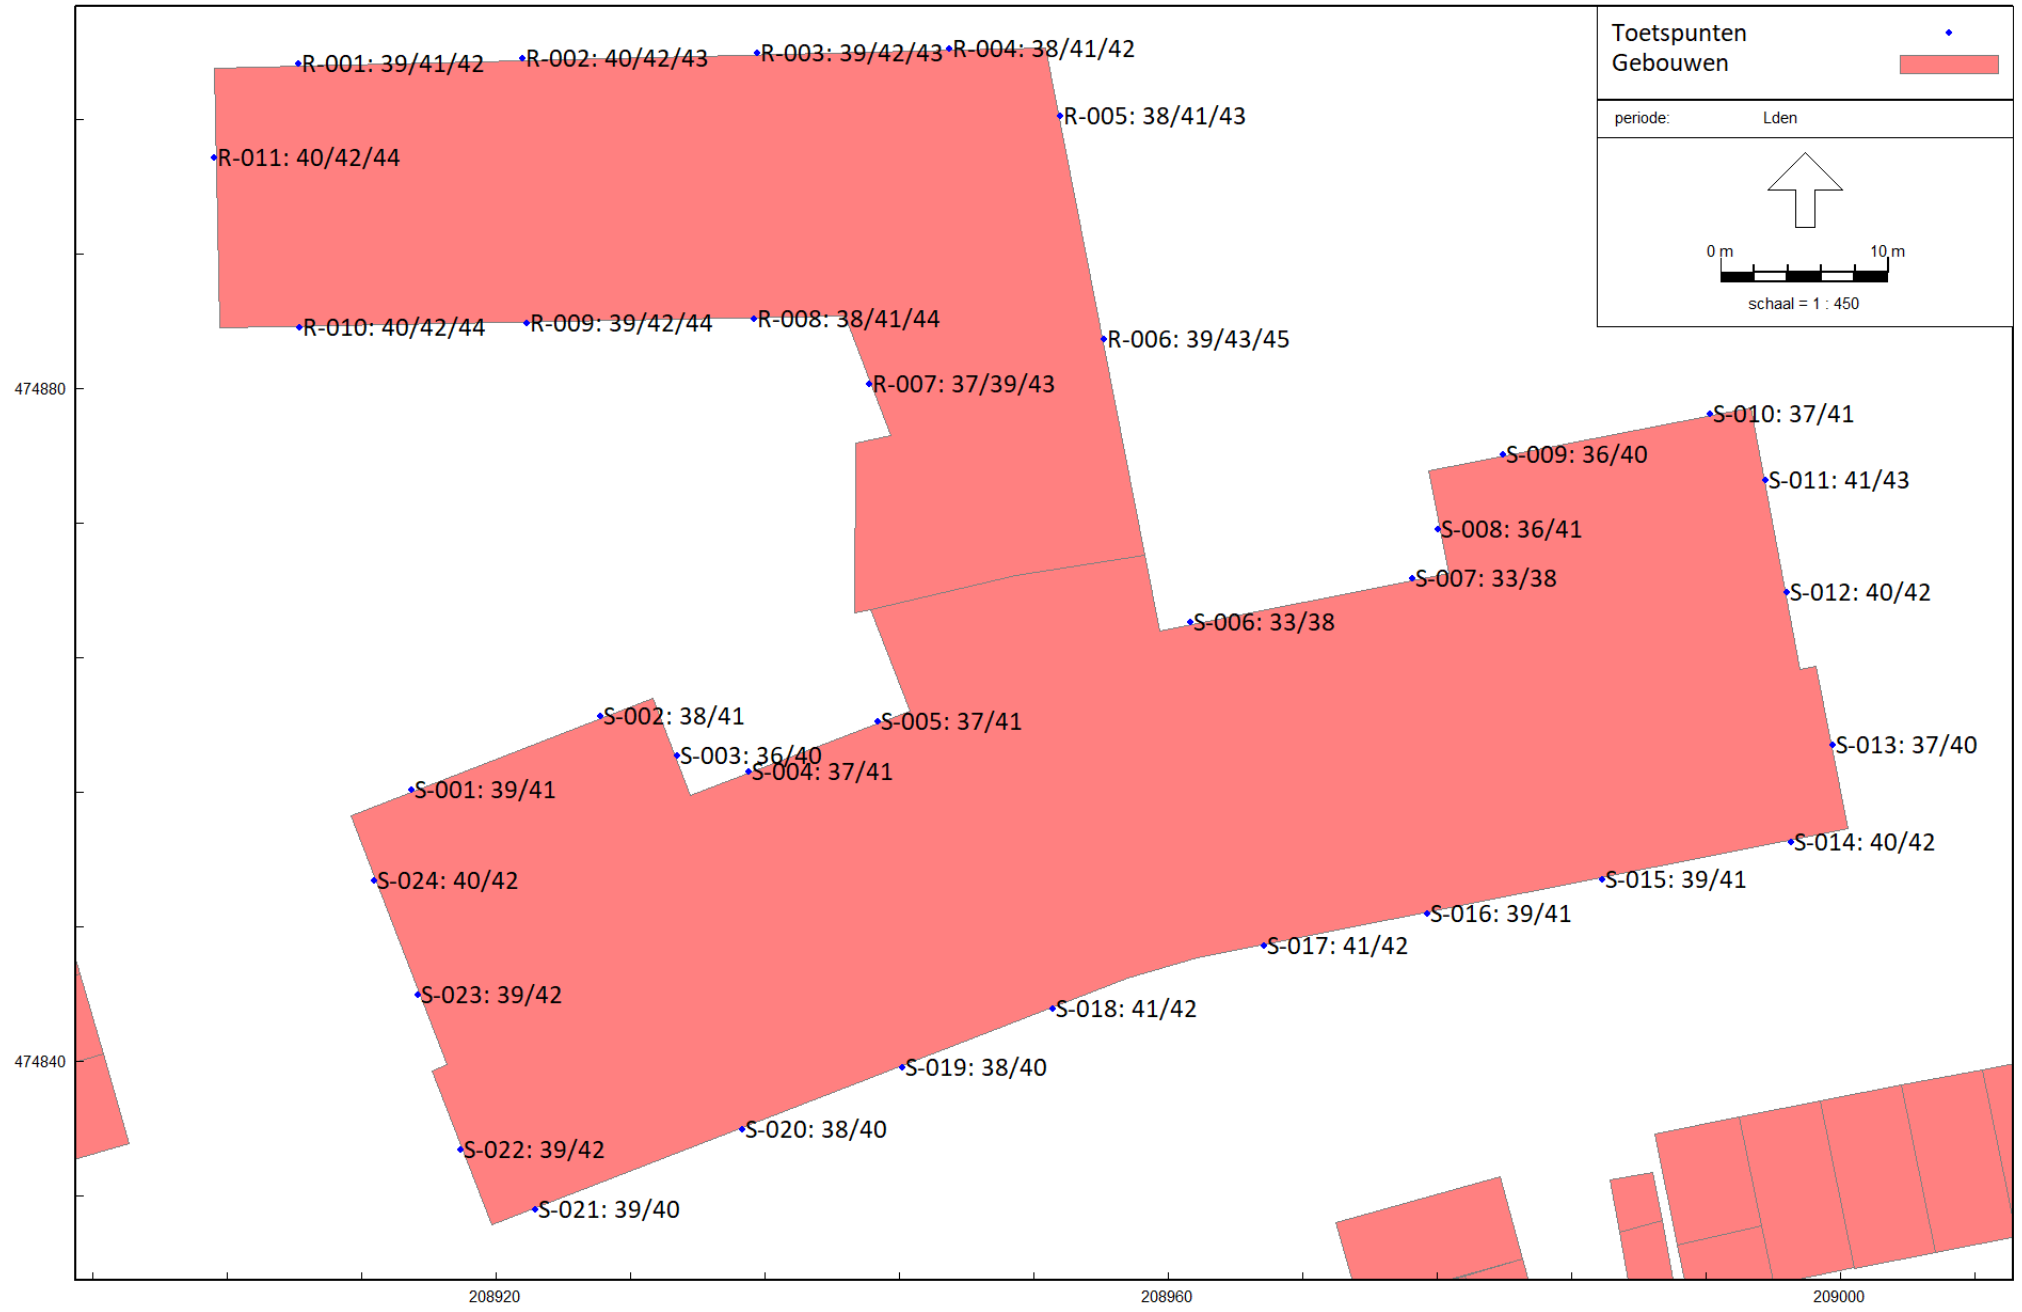 Toetspunten
Gebouwen
periode: Lden
0 m 10 m
schaal = 1 : 450
R-001: 39/41/42
R-002: 40/42/43
R-003: 39/42/43
R-004: 38/41/42
R-005: 38/41/43
R-011: 40/42/44
R-010: 40/42/44
R-009: 39/42/44
R-008: 38/41/44
R-006: 39/43/45
R-007: 37/39/43
474880
S-010: 37/41
S-009: 36/40
S-011: 41/43
S-008: 36/41
S-007: 33/38
S-012: 40/42
S-006: 33/38
S-002: 38/41
S-005: 37/41
S-003: 36/40
S-004: 37/41
S-013: 37/40
S-001: 39/41
S-014: 40/42
S-024: 40/42
S-015: 39/41
S-016: 39/41
S-017: 41/42
S-023: 39/42
S-018: 41/42
474840
S-019: 38/40
S-020: 38/40
S-022: 39/42
S-021: 39/40
208920 208960 209000